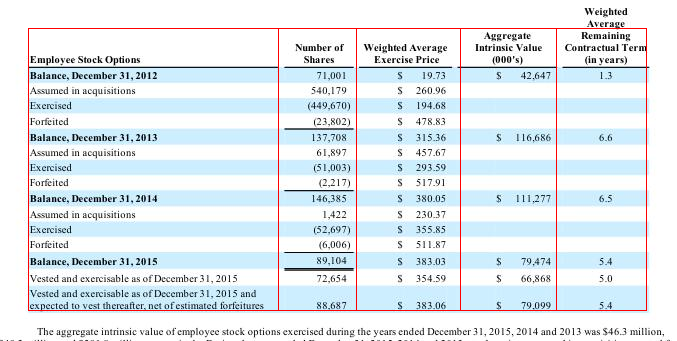 Weighted
Average
Aggregate Remaining
Number of Weighted Average Intrinsic Value Contractual Term
Employee Stock Options Shares Exercise Price (000's) (in years)
Balance, December 31, 2012 71,001 $ 19.73 $ 42,647 1.3
Assumed in acquisitions 540,179 $ 260.96
Exercised (449,670) $ 194.68
Forfeited (23,802) $ 478.83
Balance, December 31, 2013 137,708 $ 315.36 $ 116,686 6.6
Assumed in acquisitions 61,897 $ 457.67
Exercised (51,003) $ 293.59
Forfeited (2,217) $ 517.91
Balance, December 31, 2014 146,385 $ 380.05 $ 111,277 6.5
Assumed in acquisitions 1,422 $ 230.37
Exercised (52,697) $ 355.85
Forfeited (6,006) $ 511.87
Balance, December 31, 2015 89,104 $ 383.03 $ 79,474 5.4
Vested and exercisable as of December 31, 2015 72,654 $ 354.59 $ 66,868 5.0
Vested and exercisable as of December 31, 2015 and
expected to vest thereafter, net of estimated forfeitures 88,687 $ 383.06 $ 79,099 5.4
The aggregate intrinsic value of employee stock options exercised during the years ended December 31, 2015, 2014 and 2013 was $46.3 million,